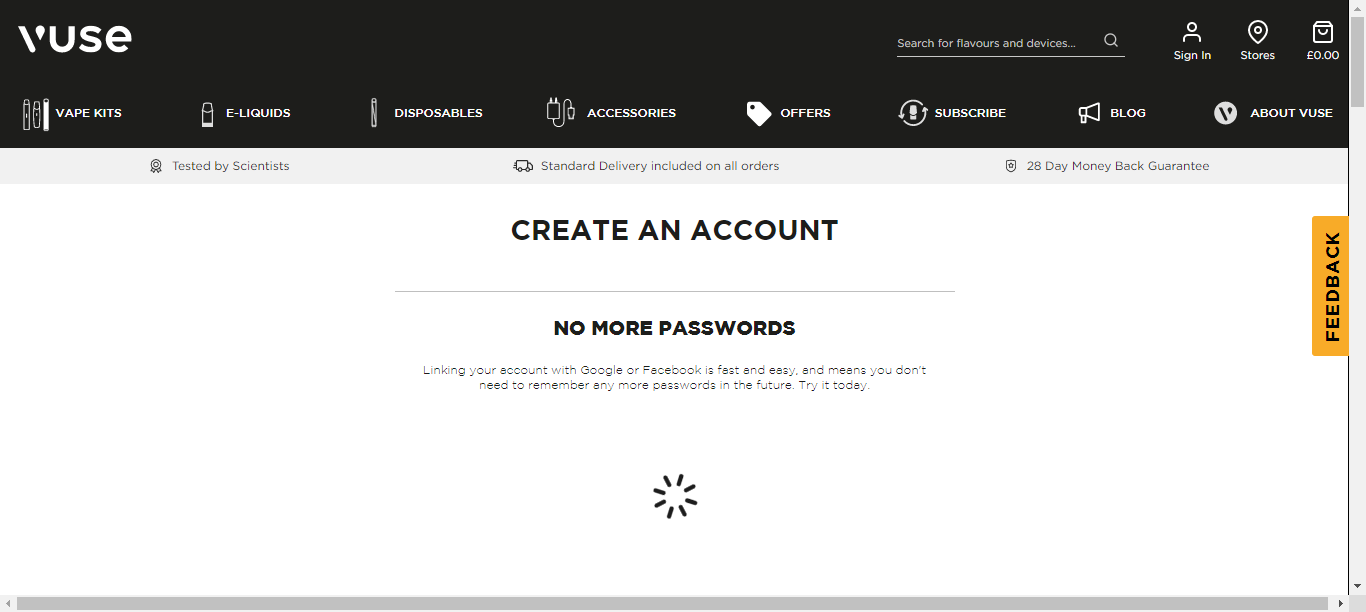 vuse
Search for flavours and devices...
Sign In
Stores
£0.00
VAPE KITS
E-LIQUIDS
DISPOSABLES
ACCESSORIES
OFFERS
SUBSCRIBE
BLOG
ABOUT VUSE
Tested by Scientists
Standard Delivery included on all orders
28 Day Money Back Guarantee
CREATE AN ACCOUNT
FEEDBACK
NO MORE PASSWORDS
Linking your account with Google or Facebook is fast and easy, and means you don't
need to remember any more passwords in the future. Try it today.